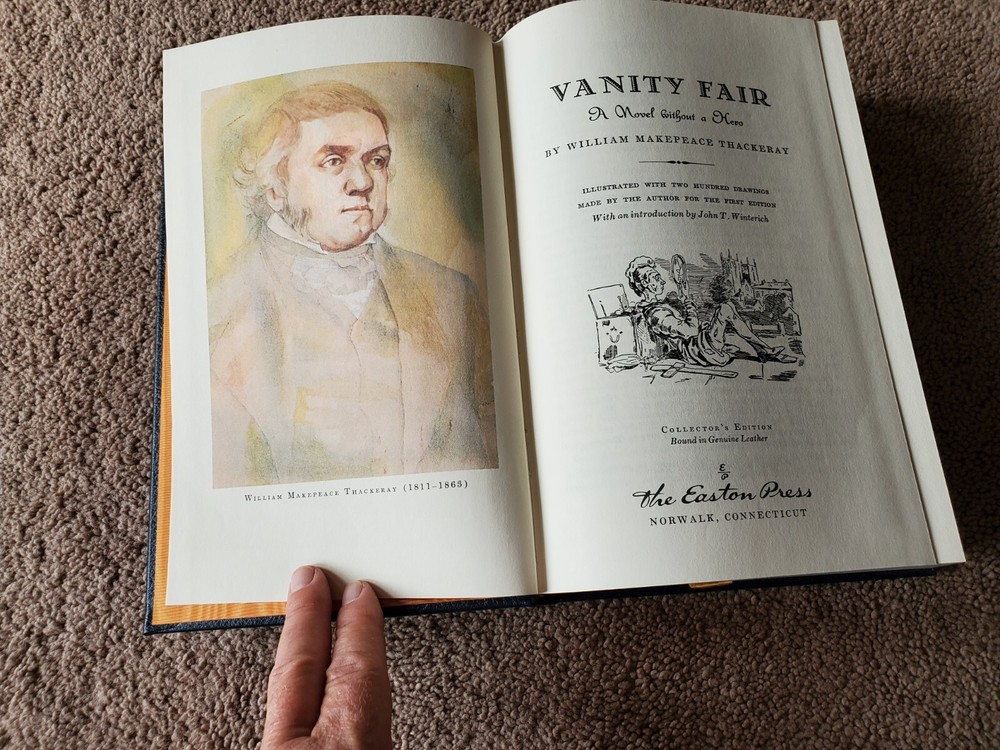 William Makepeace Thackeray (1811–1863)
VANITY FAIR
A Novel without a Hero
BY WILLIAM MAKEPEACE THACKERAY
ILLUSTRATED WITH TWO HUNDRED DRAWINGS
MADE BY THE AUTHOR FOR THE FIRST EDITION
With an introduction by John T. Winterich
Collector's Edition
Bound in Genuine Leather
E
P
The Easton Press
NORWALK, CONNECTICUT